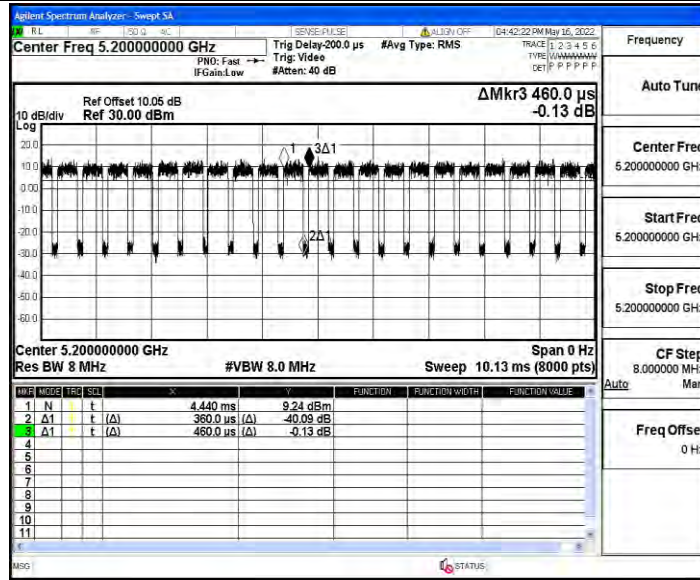 Agilent Spectrum Analyzer - Swept SA
RL RF 50 Ω AC SENSE:PULSE ALIGN OFF 04:42:22 PM May 16, 2022
Center Freq 5.200000000 GHz
PNO: Fast
IFGain:Low
Trig Delay-200.0 µs
Trig: Video
#Atten: 40 dB
#Avg Type: RMS
TRACE 1 2 3 4 5 6
TYPE WWWWWW
DET P P P P P P
Frequency
Auto Tune
Center Freq
5.200000000 GHz
Start Freq
5.200000000 GHz
Stop Freq
5.200000000 GHz
CF Step
8.000000 MHz
Auto Man
Freq Offset
0 Hz
ΔMkr3 460.0 µs
-0.13 dB
10 dB/div
Log
Ref Offset 10.05 dB
Ref 30.00 dBm
20.0
10.0
0.00
-10.0
-20.0
-30.0
-40.0
-50.0
-60.0
1 3Δ1
2Δ1
Center 5.200000000 GHz
Res BW 8 MHz
#VBW 8.0 MHz
Span 0 Hz
Sweep 10.13 ms (8000 pts)
MKR MODE TRC SCL X Y FUNCTION FUNCTION WIDTH FUNCTION VALUE
1 N t 4.440 ms 9.24 dBm
2 Δ1 t (Δ) 360.0 µs (Δ) -40.09 dB
3 Δ1 t (Δ) 460.0 µs (Δ) -0.13 dB
4
5
6
7
8
9
10
11
MSG STATUS